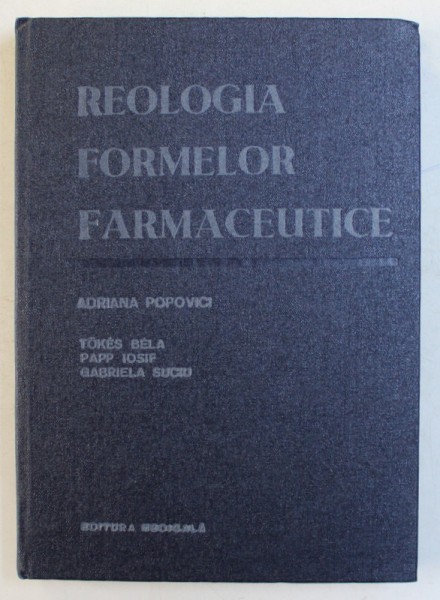 REOLOGIA
FORMELOR
FARMACEUTICE
ADRIANA POPOVICI
TÖKÉS BÉLA
PAPP IOSIF
GABRIELA SUCIU
EDITURA